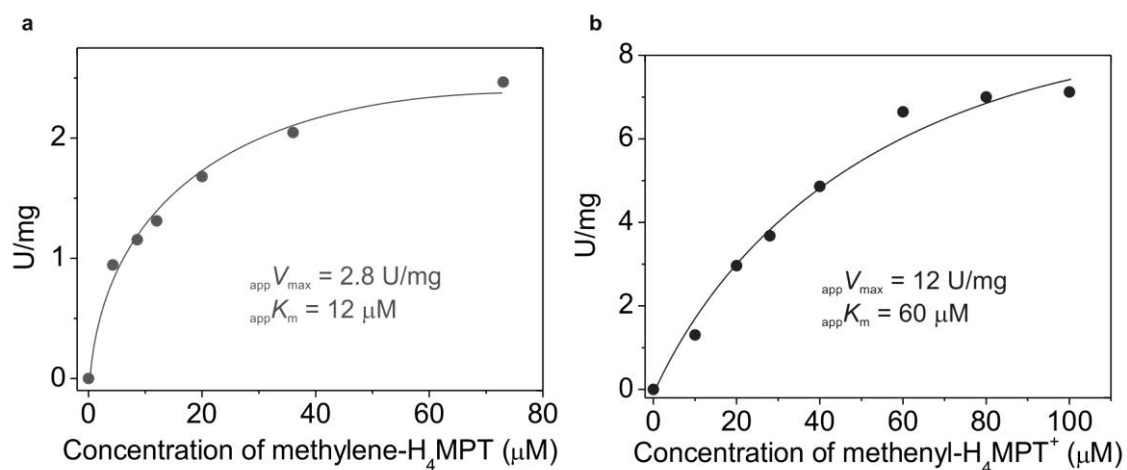 a
2
1
0
U/mg
appVmax = 2.8 U/mg
appKm = 12 μM
0 20 40 60 80
Concentration of methylene-H4MPT (μM)
b
8
6
4
2
0
U/mg
appVmax = 12 U/mg
appKm = 60 μM
0 20 40 60 80 100
Concentration of methenyl-H4MPT+ (μM)